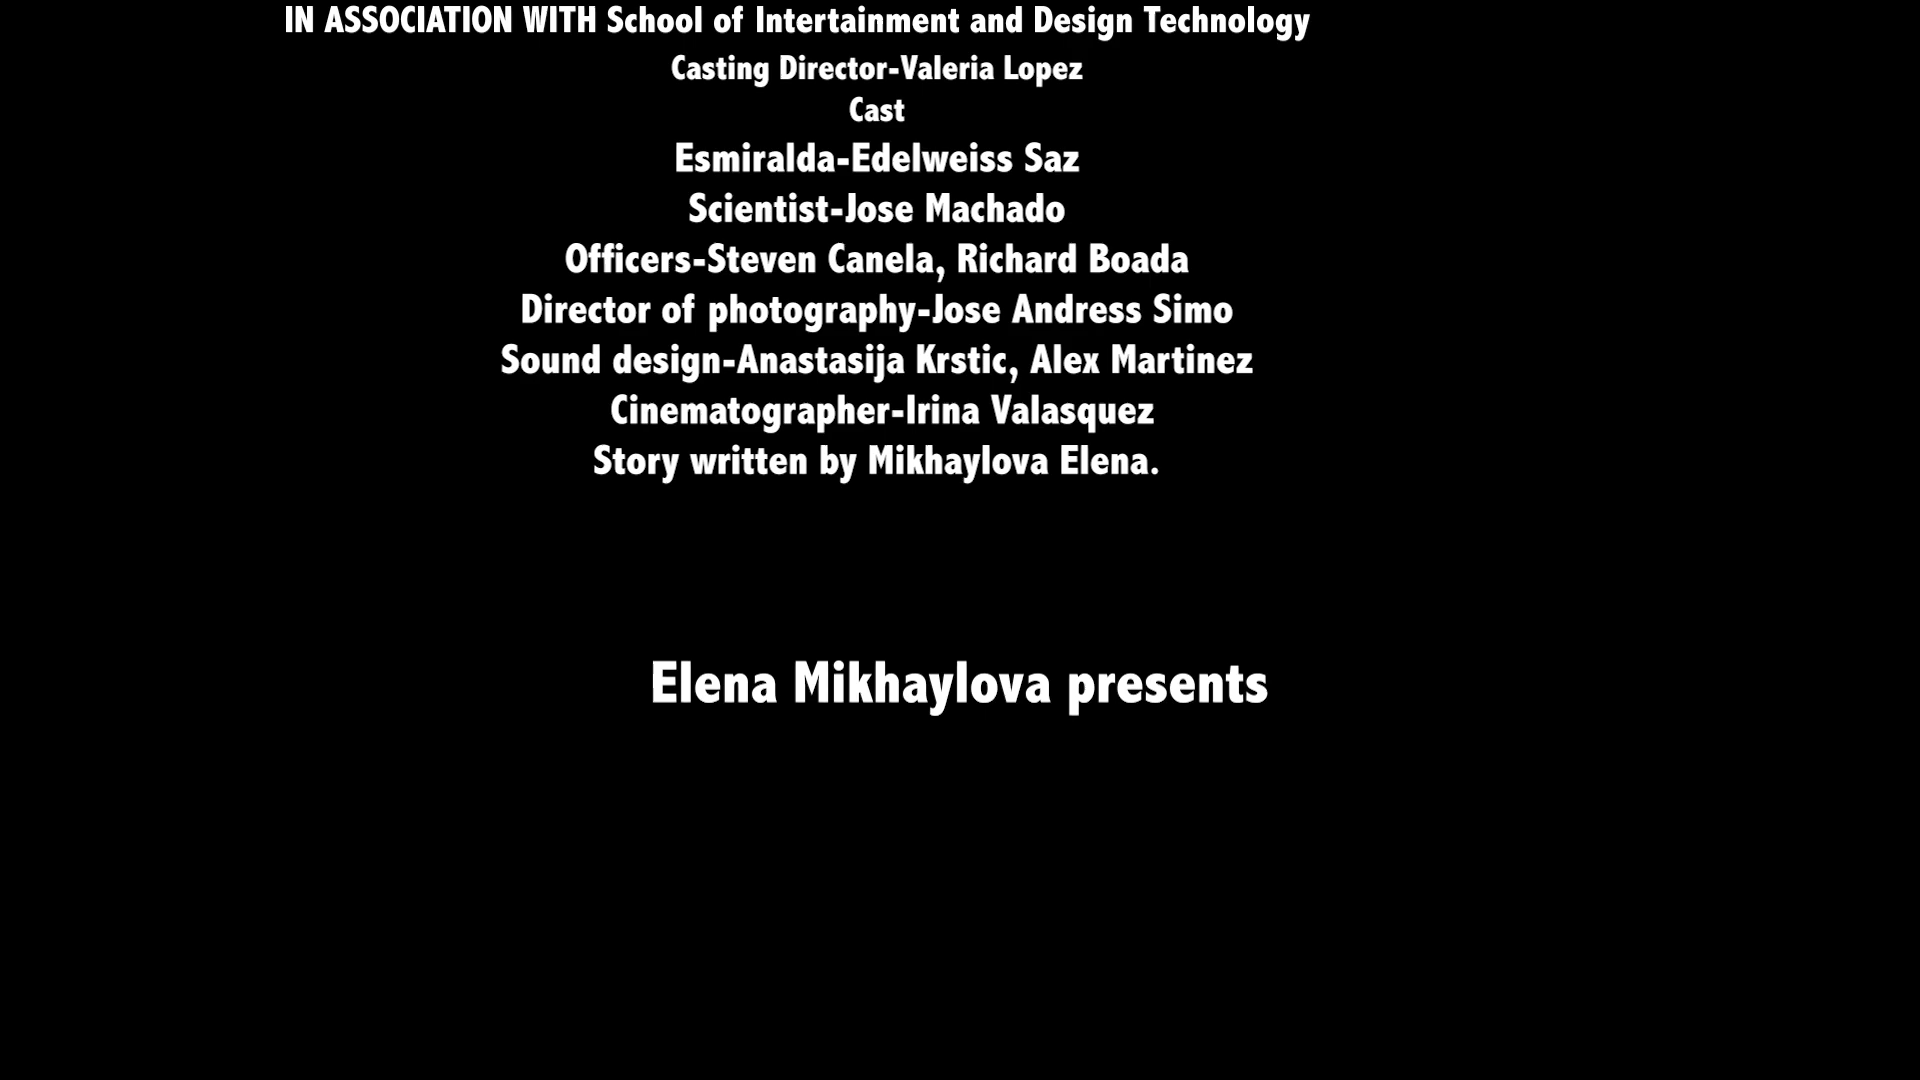 IN ASSOCIATION WITH School of Intertainment and Design Technology
Casting Director-Valeria Lopez
Cast
Esmiralda-Edelweiss Saz
Scientist-Jose Machado
Officers-Steven Canela, Richard Boada
Director of photography-Jose Andress Simo
Sound design-Anastasija Krstic, Alex Martinez
Cinematographer-Irina Valasquez
Story written by Mikhaylova Elena.
Elena Mikhaylova presents